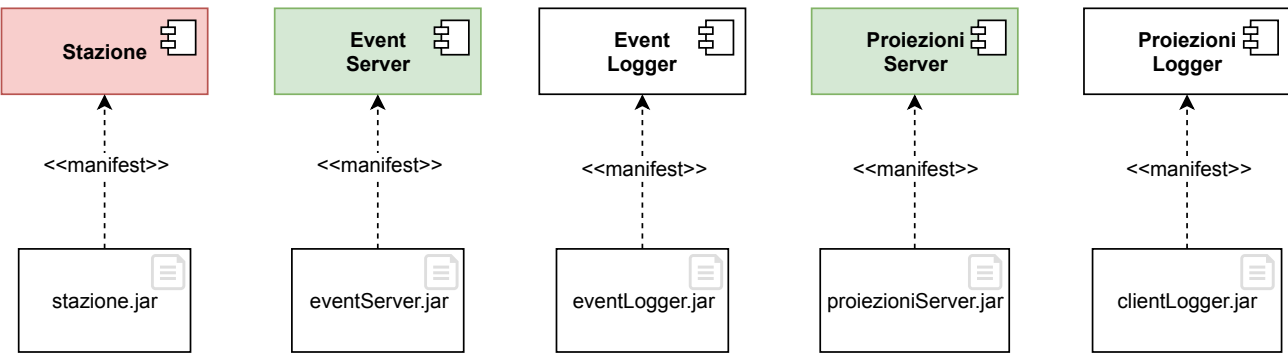 Stazione
Event
Server
Event
Logger
Proiezioni
Server
Proiezioni
Logger
<<manifest>>
<<manifest>>
<<manifest>>
<<manifest>>
<<manifest>>
stazione.jar
eventServer.jar
eventLogger.jar
proiezioniServer.jar
clientLogger.jar